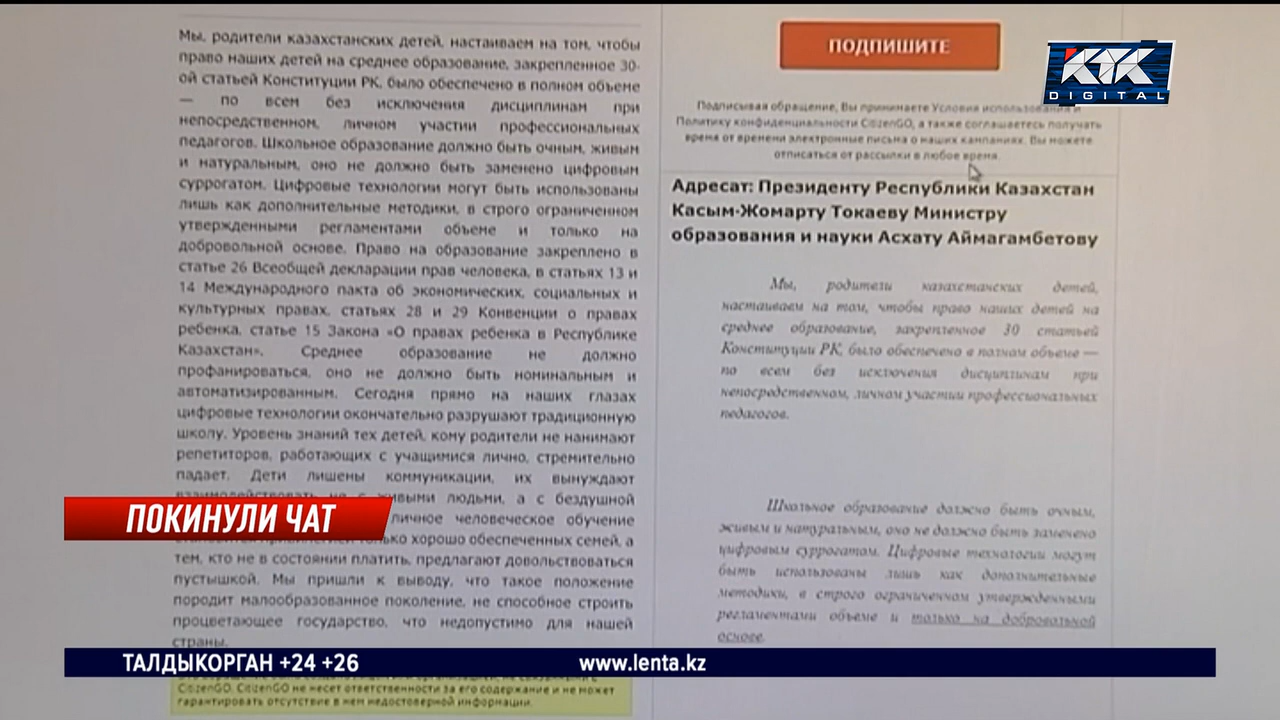 Мы, родители казахстанских детей, настаиваем на том, чтобы
право наших детей на среднее образование, закрепленное 30-
ой статьей Конституции РК, было обеспечено в полном объеме
— по всем без исключения дисциплинам при
непосредственном, личном участии профессиональных
педагогов. Школьное образование должно быть очным, живым
и натуральным, оно не должно быть заменено цифровым
суррогатом. Цифровые технологии могут быть использованы
лишь как дополнительные методики, в строго ограниченном
утвержденными регламентами объеме и только на
добровольной основе. Право на образование закреплено в
статье 26 Всеобщей декларации прав человека, в статьях 13 и
14 Международного пакта об экономических, социальных и
культурных правах, статьях 28 и 29 Конвенции о правах
ребенка, статье 15 Закона «О правах ребенка в Республике
Казахстан». Среднее образование не должно
профанироваться, оно не должно быть номинальным и
автоматизированным. Сегодня прямо на наших глазах
цифровые технологии окончательно разрушают традиционную
школу. Уровень знаний тех детей, кому родители не нанимают
репетиторов, работающих с учащимися лично, стремительно
падает. Дети лишены коммуникации, их вынуждают
взаимодействовать не с живыми людьми, а с бездушной
личное человеческое обучение
только хорошо обеспеченных семей, а
тем, кто не в состоянии платить, предлагают довольствоваться
пустышкой. Мы пришли к выводу, что такое положение
породит малообразованное поколение, не способное строить
процветающее государство, что недопустимо для нашей
страны.
CitizenGO. CitizenGO не несет ответственности за его содержание и не может
гарантировать отсутствие в нем недостоверной информации.
ПОДПИШИТЕ
Подписывая обращение, Вы принимаете Условия использования и
Политику конфиденциальности CitizenGO, а также соглашаетесь получать
время от времени электронные письма о наших кампаниях. Вы можете
отписаться от рассылки в любое время.
Адресат: Президенту Республики Казахстан
Касым-Жомарту Токаеву Министру
образования и науки Асхату Аймагамбетову
Мы, родители казахстанских детей,
настаиваем на том, чтобы право наших детей на
среднее образование, закрепленное 30 статьей
Конституции РК, было обеспечено в полном объеме —
по всем без исключения дисциплинам при
непосредственном, личном участии профессиональных
педагогов.
Школьное образование должно быть очным,
живым и натуральным, оно не должно быть заменено
цифровым суррогатом. Цифровые технологии могут
быть использованы лишь как дополнительные
методики, в строго ограниченном утвержденными
регламентами объеме и только на добровольной
основе.
КТК
DIGITAL
ПОКИНУЛИ ЧАТ
ТАЛДЫКОРГАН +24 +26
www.lenta.kz